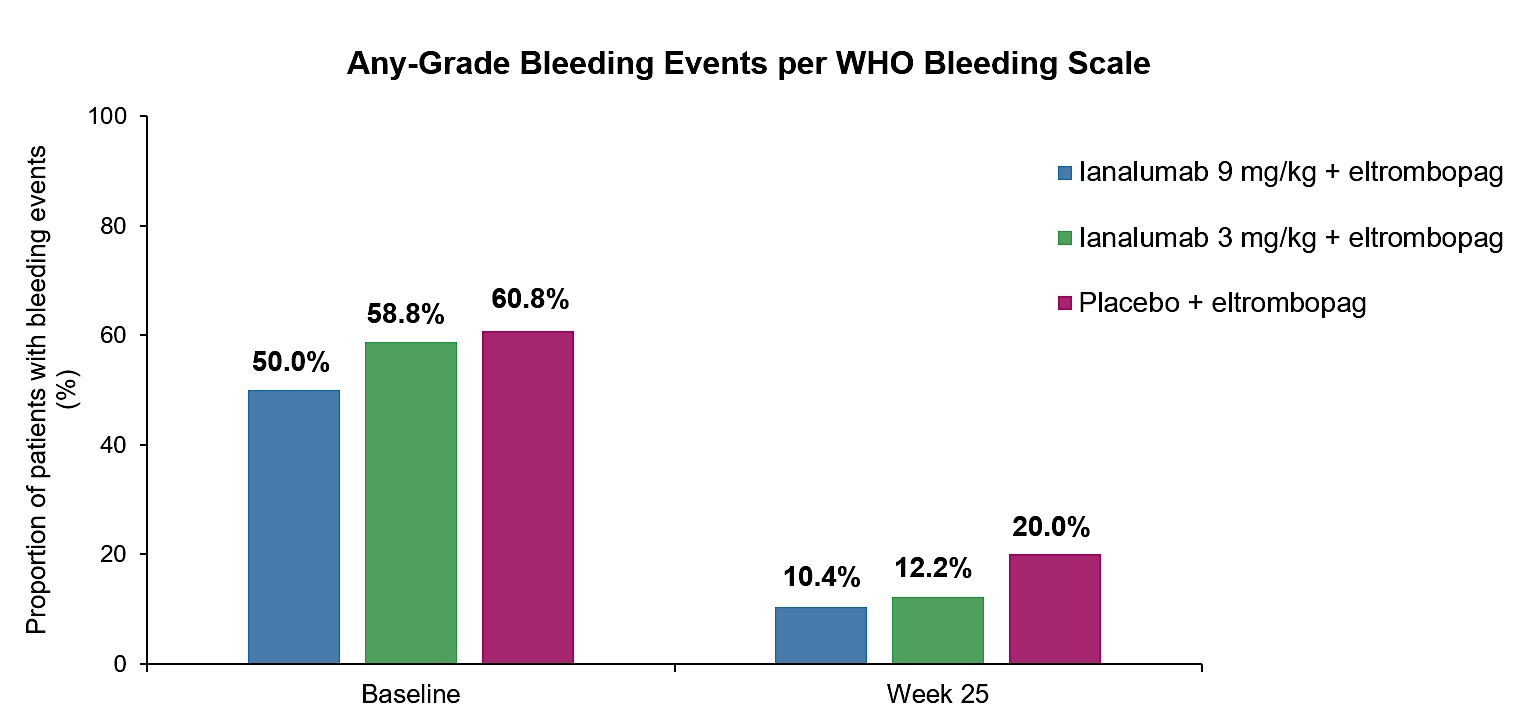 Any-Grade Bleeding Events per WHO Bleeding Scale
Proportion of patients with bleeding events
(%)
100
80
60
40
20
0
50.0%
58.8%
60.8%
10.4%
12.2%
20.0%
Baseline
Week 25
Ianalumab 9 mg/kg + eltrombopag
Ianalumab 3 mg/kg + eltrombopag
Placebo + eltrombopag